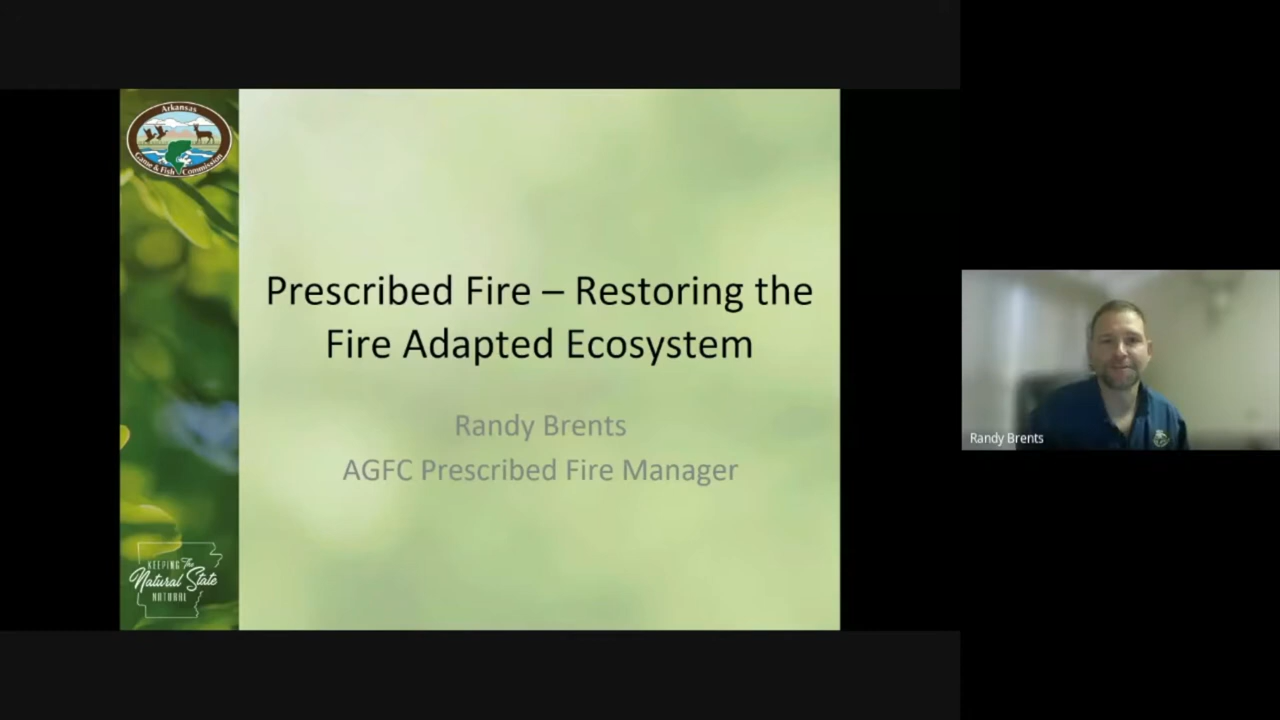 Arkansas
Game & Fish Commission
Prescribed Fire – Restoring the
Fire Adapted Ecosystem
Randy Brents
AGFC Prescribed Fire Manager
KEEPING The
Natural State
NATURAL
Randy Brents